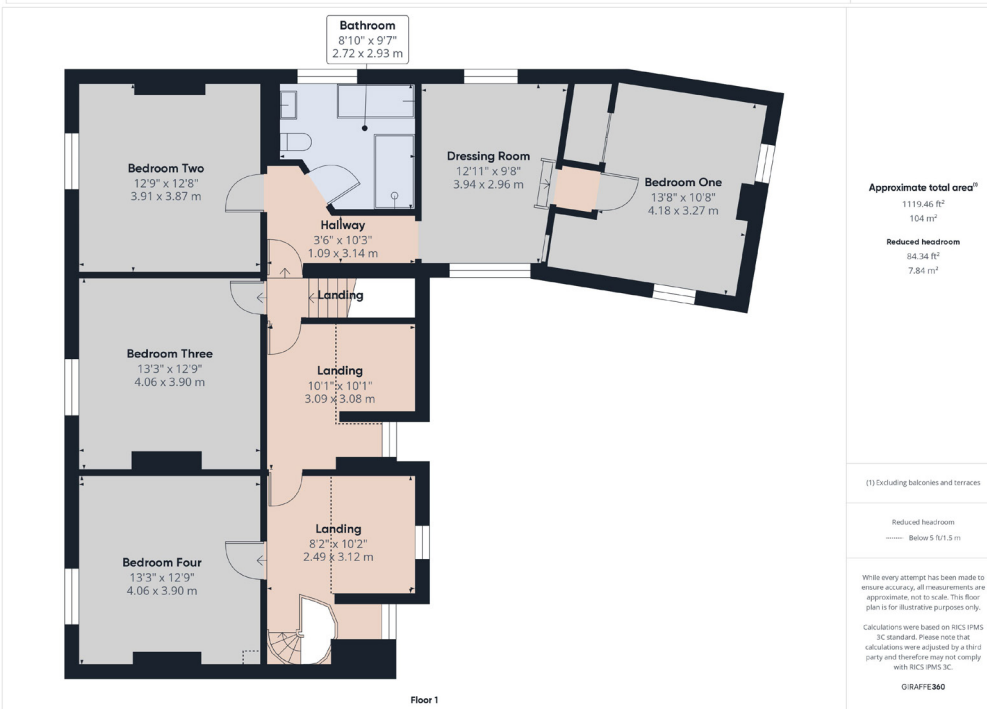 Bathroom
8'10" x 9'7"
2.72 x 2.93 m
Bedroom Two
12'9" x 12'8"
3.91 x 3.87 m
Dressing Room
12'11" x 9'8"
3.94 x 2.96 m
Bedroom One
13'8" x 10'8"
4.18 x 3.27 m
Hallway
3'6" x 10'3"
1.09 x 3.14 m
Landing
Bedroom Three
13'3" x 12'9"
4.06 x 3.90 m
Landing
10'1" x 10'1"
3.09 x 3.08 m
Bedroom Four
13'3" x 12'9"
4.06 x 3.90 m
Landing
8'2" x 10'2"
2.49 x 3.12 m
Floor 1
Approximate total area⁽¹⁾
1119.46 ft²
104 m²
Reduced headroom
84.34 ft²
7.84 m²
(1) Excluding balconies and terraces
Reduced headroom
Below 5 ft/1.5 m
While every attempt has been made to
ensure accuracy, all measurements are
approximate, not to scale. This floor
plan is for illustrative purposes only.
Calculations were based on RICS IPMS
3C standard. Please note that
calculations were adjusted by a third
party and therefore may not comply
with RICS IPMS 3C.
GIRAFFE360